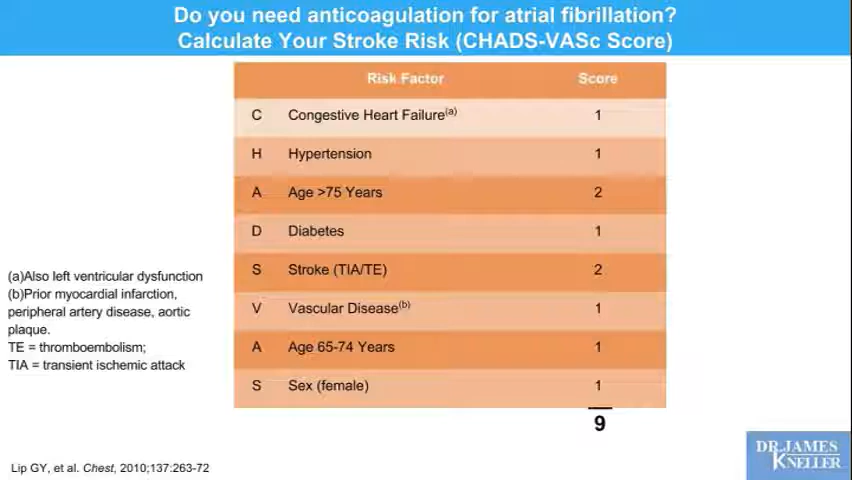 Do you need anticoagulation for atrial fibrillation?
Calculate Your Stroke Risk (CHADS-VASc Score)
Risk Factor Score
C Congestive Heart Failure(a) 1
H Hypertension 1
A Age >75 Years 2
D Diabetes 1
S Stroke (TIA/TE) 2
V Vascular Disease(b) 1
A Age 65-74 Years 1
S Sex (female) 1
9
(a)Also left ventricular dysfunction
(b)Prior myocardial infarction,
peripheral artery disease, aortic
plaque.
TE = thromboembolism;
TIA = transient ischemic attack
Lip GY, et al. Chest, 2010;137:263-72
DR.JAMES
KNELLER